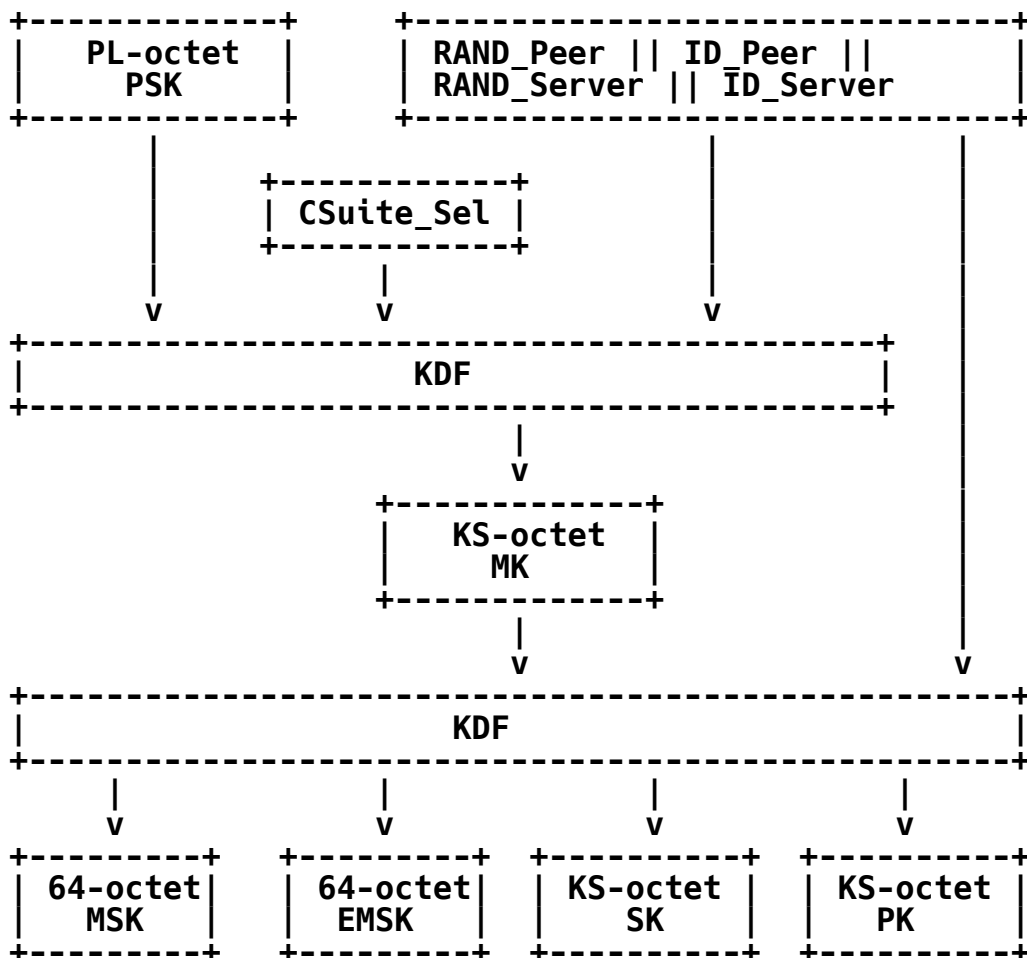 PL-octet
PSK
RAND_Peer || ID_Peer ||
RAND_Server || ID_Server
CSuite_Sel
KDF
KS-octet
MK
KDF
64-octet
MSK
64-octet
EMSK
KS-octet
SK
KS-octet
PK